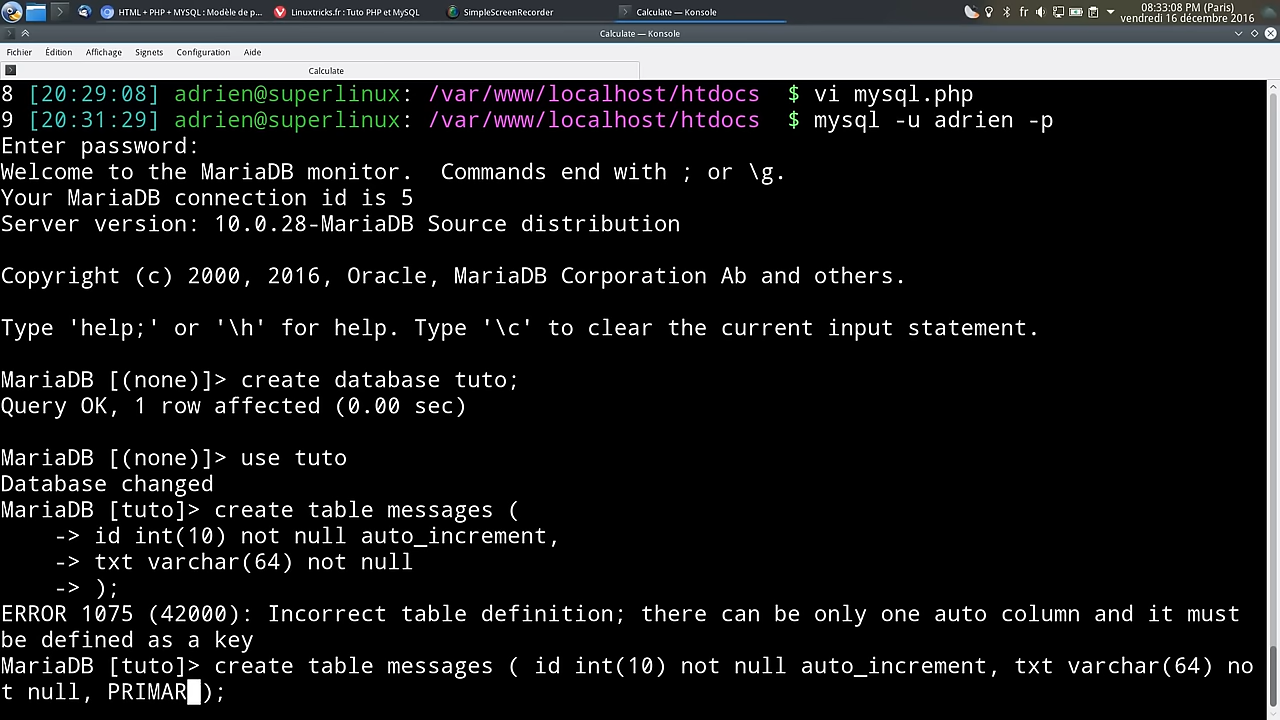 HTML + PHP + MYSQL : Modèle de p...
Linuxtricks.fr : Tuto PHP et MySQL
SimpleScreenRecorder
Calculate — Konsole
fr
08:33:08 PM (Paris)
vendredi 16 décembre 2016
Calculate — Konsole
Fichier Édition Affichage Signets Configuration Aide
Calculate
8 [20:29:08] adrien@superlinux: /var/www/localhost/htdocs $ vi mysql.php
9 [20:31:29] adrien@superlinux: /var/www/localhost/htdocs $ mysql -u adrien -p
Enter password:
Welcome to the MariaDB monitor.  Commands end with ; or \g.
Your MariaDB connection id is 5
Server version: 10.0.28-MariaDB Source distribution
Copyright (c) 2000, 2016, Oracle, MariaDB Corporation Ab and others.
Type 'help;' or '\h' for help. Type '\c' to clear the current input statement.
MariaDB [(none)]> create database tuto;
Query OK, 1 row affected (0.00 sec)
MariaDB [(none)]> use tuto
Database changed
MariaDB [tuto]> create table messages (
-> id int(10) not null auto_increment,
-> txt varchar(64) not null
-> );
ERROR 1075 (42000): Incorrect table definition; there can be only one auto column and it must
be defined as a key
MariaDB [tuto]> create table messages ( id int(10) not null auto_increment, txt varchar(64) no
t null, PRIMAR );